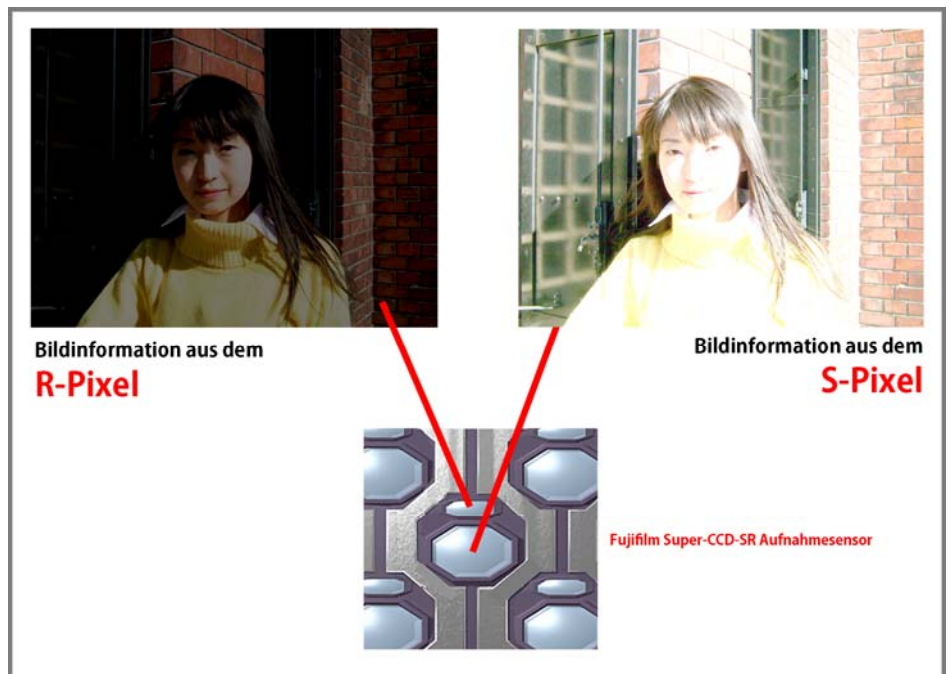 Bildinformation aus dem
R-Pixel
Bildinformation aus dem
S-Pixel
Fujifilm Super-CCD-SR Aufnahmesensor